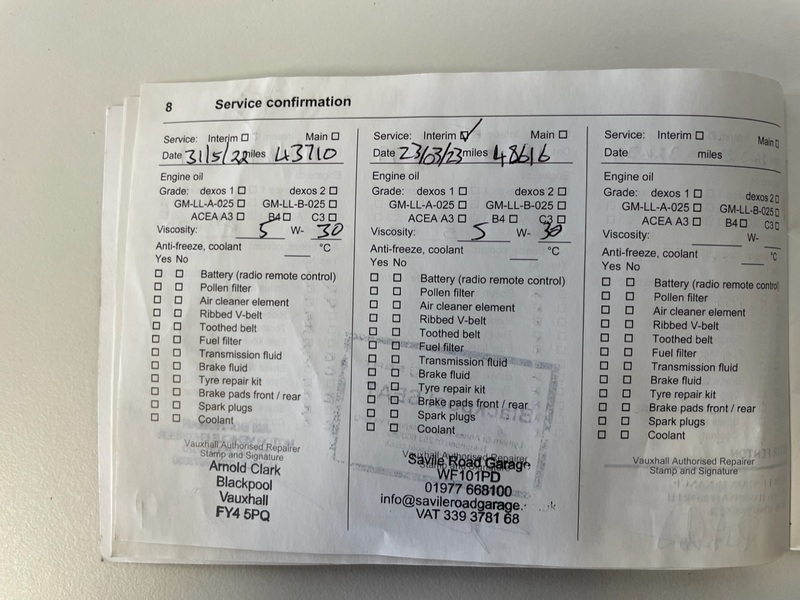 8 Service confirmation
Service: Interim ☐ Main ☐
Date 31/5/22 miles 43710
Engine oil
Grade: dexos 1 ☐ dexos 2 ☐
GM-LL-A-025 ☐ GM-LL-B-025 ☐
ACEA A3 ☐ B4 ☐ C3 ☐
Viscosity: 5 W- 30
Anti-freeze, coolant °C
Yes No
☐ ☐ Battery (radio remote control)
☐ ☐ Pollen filter
☐ ☐ Air cleaner element
☐ ☐ Ribbed V-belt
☐ ☐ Toothed belt
☐ ☐ Fuel filter
☐ ☐ Transmission fluid
☐ ☐ Brake fluid
☐ ☐ Tyre repair kit
☐ ☐ Brake pads front / rear
☐ ☐ Spark plugs
☐ ☐ Coolant
Vauxhall Authorised Repairer
Stamp and Signature
Arnold Clark
Blackpool
Vauxhall
FY4 5PQ
Service: Interim ☑ Main ☐
Date 23/03/23 miles 48616
Engine oil
Grade: dexos 1 ☐ dexos 2 ☐
GM-LL-A-025 ☐ GM-LL-B-025 ☐
ACEA A3 ☐ B4 ☐ C3 ☐
Viscosity: 5 W- 30
Anti-freeze, coolant °C
Yes No
☐ ☐ Battery (radio remote control)
☐ ☐ Pollen filter
☐ ☐ Air cleaner element
☐ ☐ Ribbed V-belt
☐ ☐ Toothed belt
☐ ☐ Fuel filter
☐ ☐ Transmission fluid
☐ ☐ Brake fluid
☐ ☐ Tyre repair kit
☐ ☐ Brake pads front / rear
☐ ☐ Spark plugs
☐ ☐ Coolant
Vauxhall Authorised Repairer
Savile Road Garage
WF101PD
01977 668100
info@savileroadgarage.
VAT 339 3781 68
Service: Interim ☐ Main ☐
Date miles
Engine oil
Grade: dexos 1 ☐ dexos 2 ☐
GM-LL-A-025 ☐ GM-LL-B-025 ☐
ACEA A3 ☐ B4 ☐ C3 ☐
Viscosity: W-
Anti-freeze, coolant °C
Yes No
☐ ☐ Battery (radio remote control
☐ ☐ Pollen filter
☐ ☐ Air cleaner element
☐ ☐ Ribbed V-belt
☐ ☐ Toothed belt
☐ ☐ Fuel filter
☐ ☐ Transmission fluid
☐ ☐ Brake fluid
☐ ☐ Tyre repair kit
☐ ☐ Brake pads front / rear
☐ ☐ Spark plugs
☐ ☐ Coolant
Vauxhall Authorised Repairer
Stamp and Signature